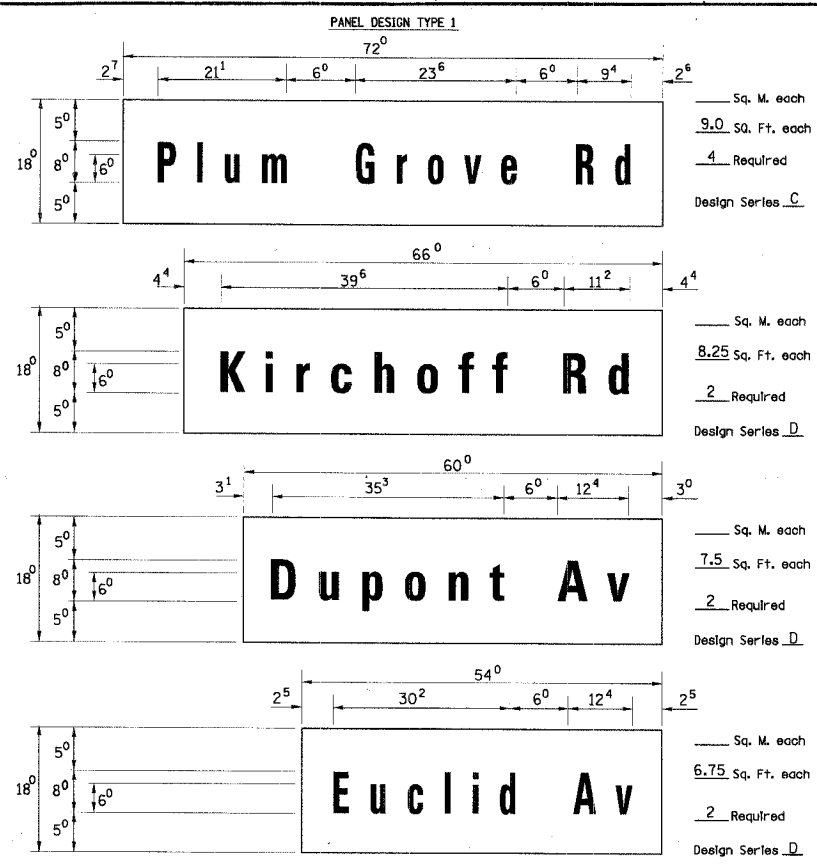 PANEL DESIGN TYPE 1
72⁰
2⁷ 21¹ 6⁰ 23⁶ 6⁰ 9⁴ 2⁶
18⁰ 5⁰ 8⁰ 6⁰ 5⁰
Plum Grove Rd
____ Sq. M. each
9.0 SQ. Ft. each
4 Required
Design Series C
66⁰
4⁴ 39⁶ 6⁰ 11² 4⁴
18⁰ 5⁰ 8⁰ 6⁰ 5⁰
Kirchoff Rd
____ Sq. M. each
8.25 Sq. Ft. each
2 Required
Design Series D
60⁰
3¹ 35³ 6⁰ 12⁴ 3⁰
18⁰ 5⁰ 8⁰ 6⁰ 5⁰
Dupont Av
____ Sq. M. each
7.5 Sq. Ft. each
2 Required
Design Series D
54⁰
2⁵ 30² 6⁰ 12⁴ 2⁵
18⁰ 5⁰ 8⁰ 6⁰ 5⁰
Euclid Av
____ Sq. M. each
6.75 Sq. Ft. each
2 Required
Design Series D